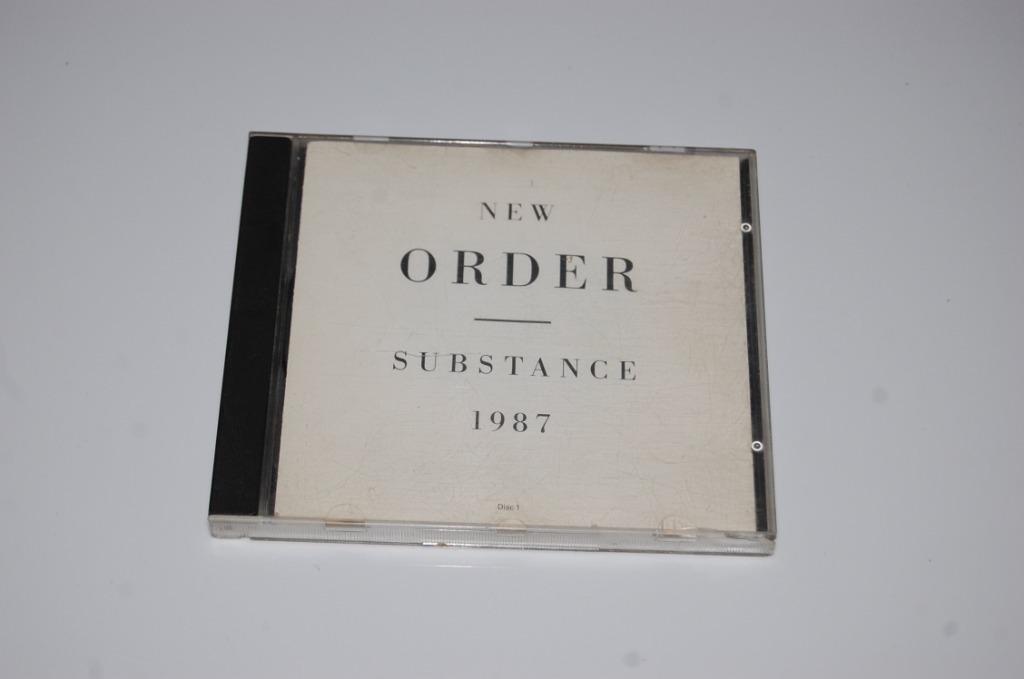 NEW
ORDER
SUBSTANCE
1987
Disc 1